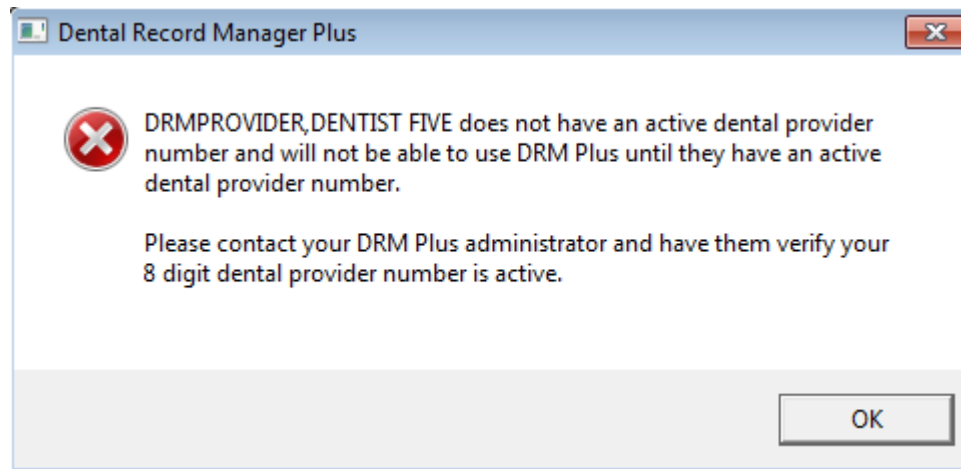 Dental Record Manager Plus
DRMPROVIDER,DENTIST FIVE does not have an active dental provider
number and will not be able to use DRM Plus until they have an active
dental provider number.
Please contact your DRM Plus administrator and have them verify your
8 digit dental provider number is active.
OK